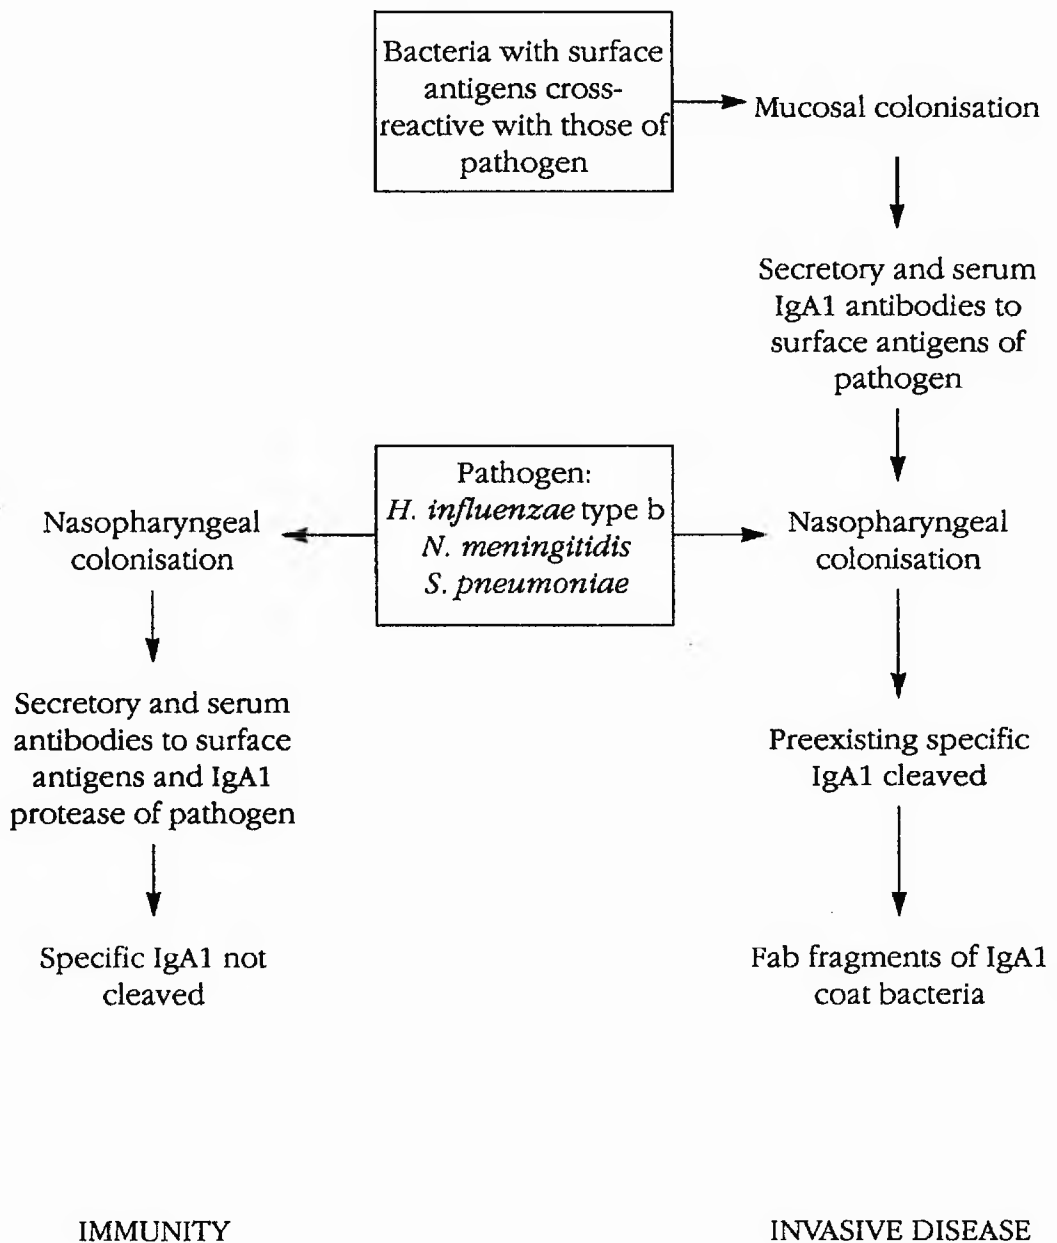 Bacteria with surface
antigens cross-
reactive with those of
pathogen
Mucosal colonisation
Secretory and serum
IgA1 antibodies to
surface antigens of
pathogen
Pathogen:
H. influenzae type b
N. meningitidis
S. pneumoniae
Nasopharyngeal
colonisation
Nasopharyngeal
colonisation
Secretory and serum
antibodies to surface
antigens and IgA1
protease of pathogen
Preexisting specific
IgA1 cleaved
Specific IgA1 not
cleaved
Fab fragments of IgA1
coat bacteria
IMMUNITY
INVASIVE DISEASE